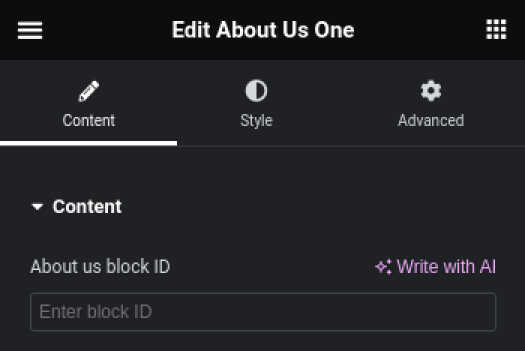 Edit About Us One
Content Style Advanced
Content
About us block ID Write with AI
Enter block ID